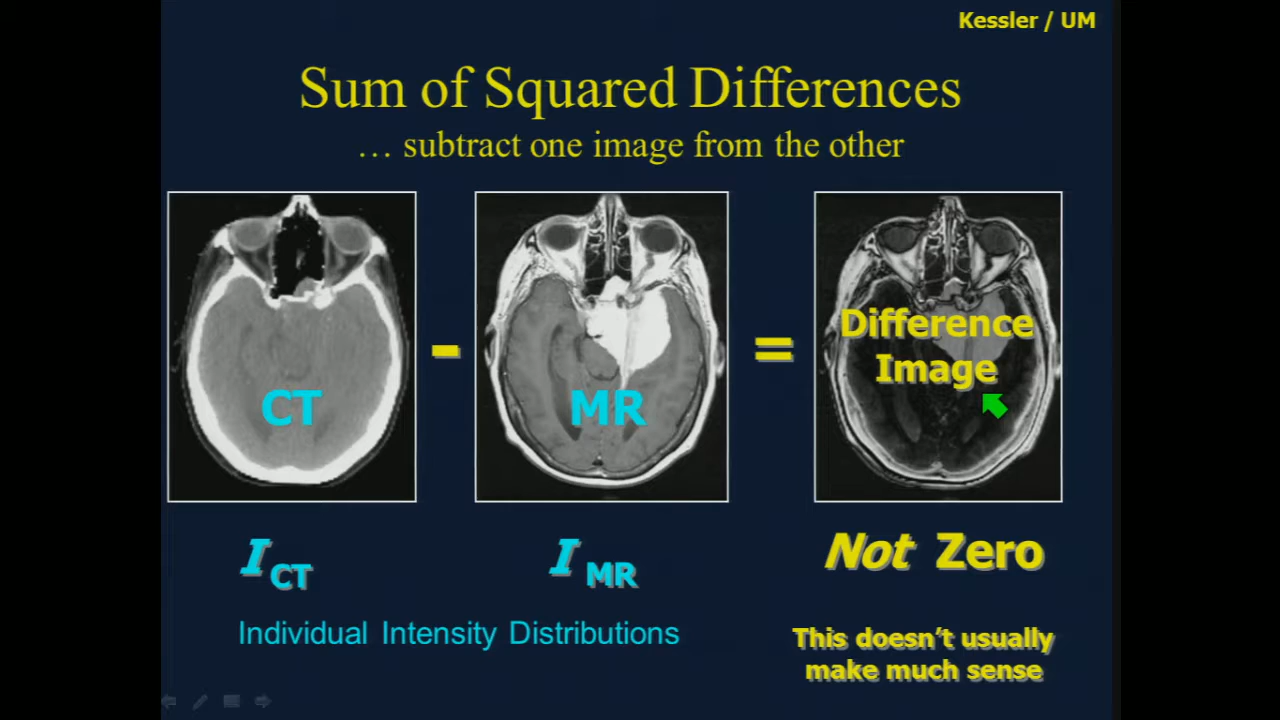 Kessler / UM
Sum of Squared Differences
… subtract one image from the other
CT
-
MR
=
Difference
Image
I CT
I MR
Not Zero
Individual Intensity Distributions
This doesn't usually
make much sense